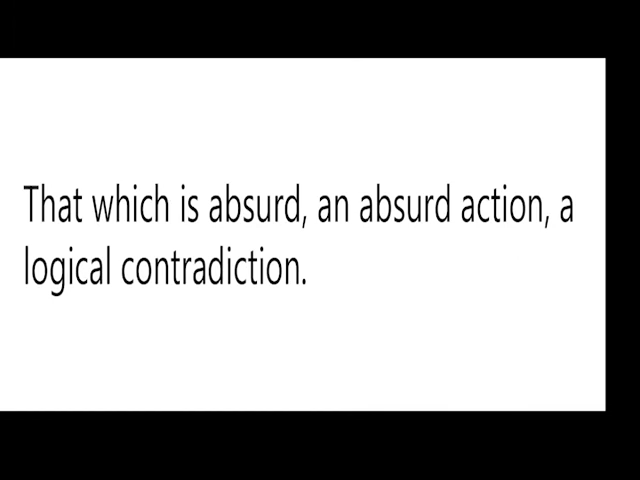 That which is absurd, an absurd action, a
logical contradiction.